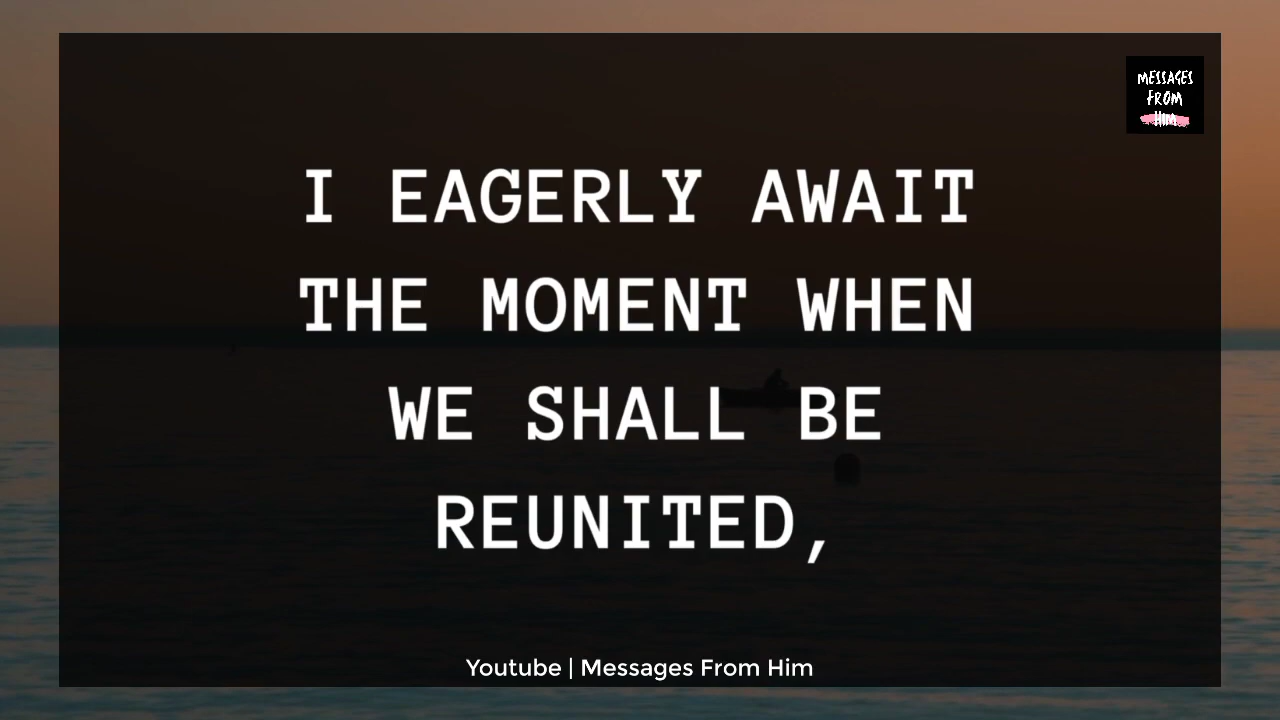 MESSAGES
FROM
HIM
I EAGERLY AWAIT
THE MOMENT WHEN
WE SHALL BE
REUNITED,
Youtube | Messages From Him